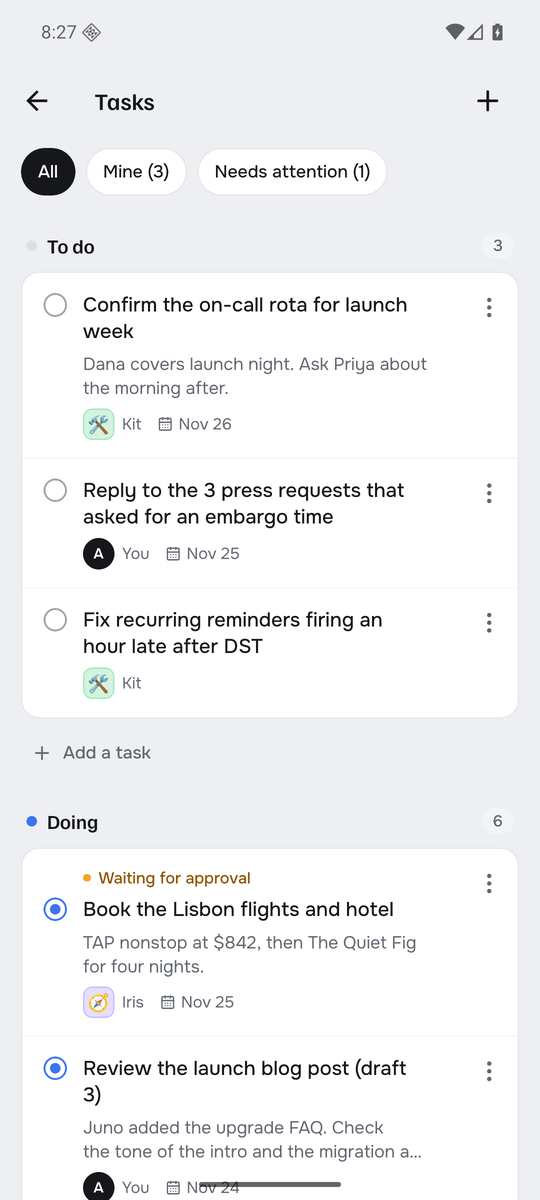 8:27
Tasks
All
Mine (3)
Needs attention (1)
To do
3
Confirm the on-call rota for launch
week
Dana covers launch night. Ask Priya about
the morning after.
Kit
Nov 26
Reply to the 3 press requests that
asked for an embargo time
A
You
Nov 25
Fix recurring reminders firing an
hour late after DST
Kit
Add a task
Doing
6
Waiting for approval
Book the Lisbon flights and hotel
TAP nonstop at $842, then The Quiet Fig
for four nights.
Iris
Nov 25
Review the launch blog post (draft
3)
Juno added the upgrade FAQ. Check
the tone of the intro and the migration a...
A
You
Nov 24